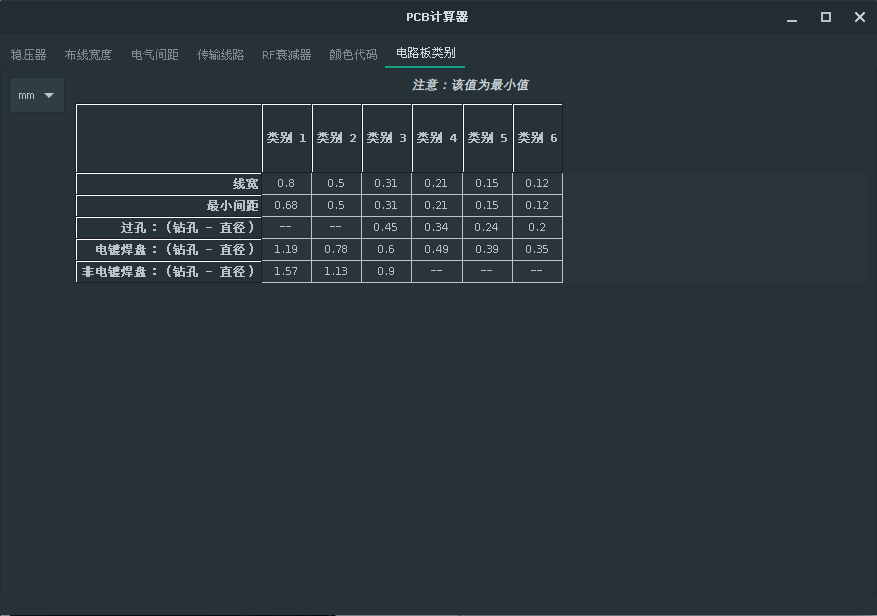 PCB计算器
稳压器 布线宽度 电气间距 传输线路 RF衰减器 颜色代码 电路板类别
mm
注意：该值为最小值
类别 1 类别 2 类别 3 类别 4 类别 5 类别 6
线宽 0.8 0.5 0.31 0.21 0.15 0.12
最小间距 0.68 0.5 0.31 0.21 0.15 0.12
过孔：（钻孔 - 直径） -- -- 0.45 0.34 0.24 0.2
电镀焊盘：（钻孔 - 直径） 1.19 0.78 0.6 0.49 0.39 0.35
非电镀焊盘：（钻孔 - 直径） 1.57 1.13 0.9 -- -- --